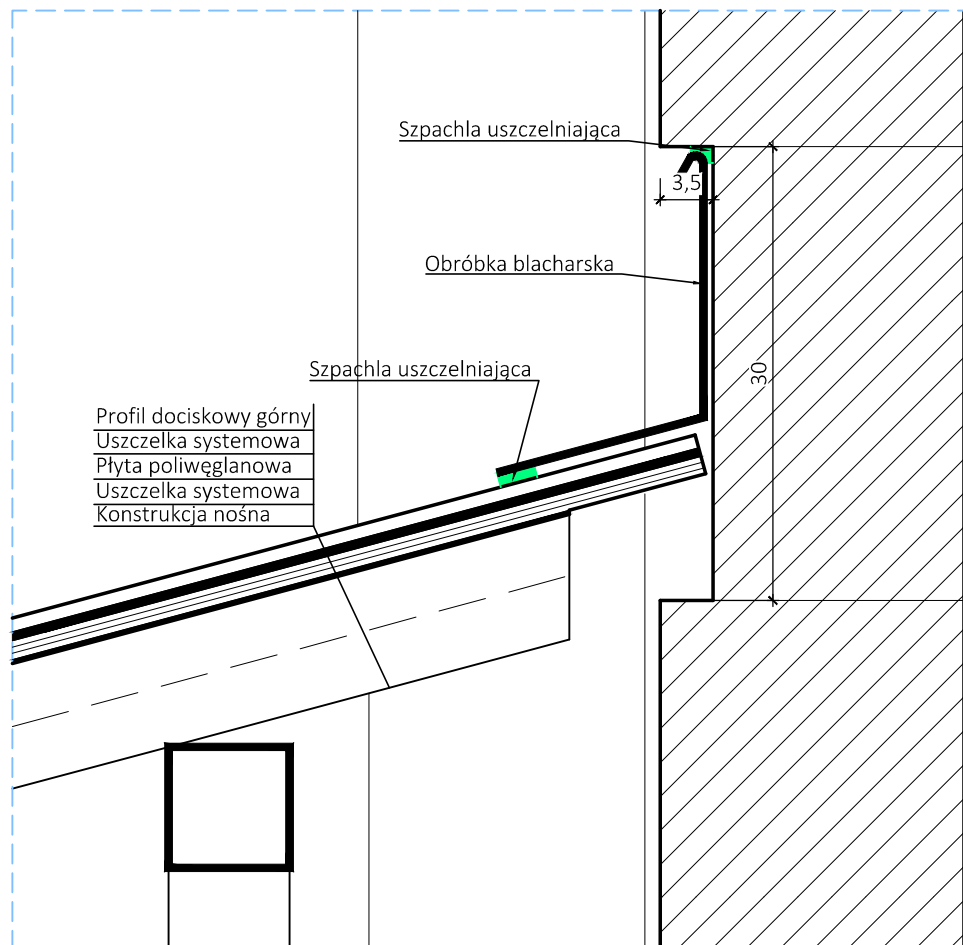 Szpachla uszczelniająca
3,5
Obróbka blacharska
30
Szpachla uszczelniająca
Profil dociskowy górny
Uszczelka systemowa
Płyta poliwęglanowa
Uszczelka systemowa
Konstrukcja nośna